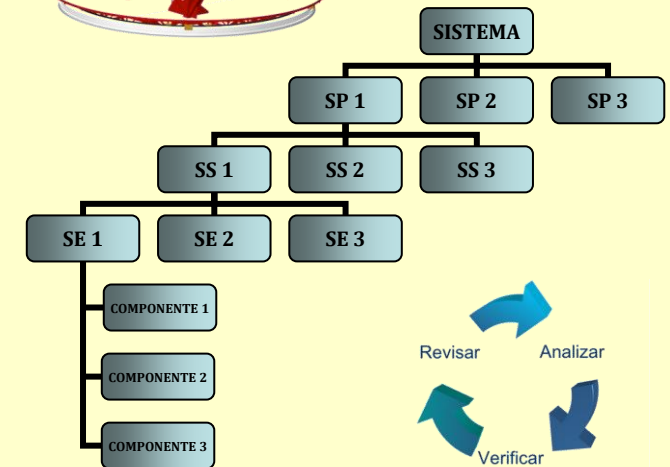 SISTEMA
SP 1
SP 2
SP 3
SS 1
SS 2
SS 3
SE 1
SE 2
SE 3
COMPONENTE 1
COMPONENTE 2
COMPONENTE 3
Revisar
Analizar
Verificar